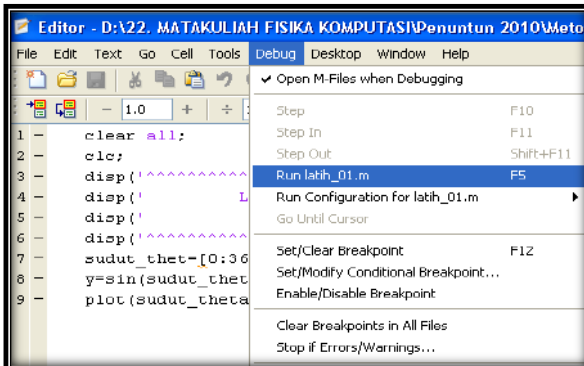 Editor - D:\22. MATAKULIAH FISIKA KOMPUTASI\Penuntun 2010\Meto
File Edit Text Go Cell Tools Debug Desktop Window Help
Open M-Files when Debugging
- 1.0 + ÷
Step F10
Step In F11
Step Out Shift+F11
Run latih_01.m F5
Run Configuration for latih_01.m
Go Until Cursor
Set/Clear Breakpoint F12
Set/Modify Conditional Breakpoint...
Enable/Disable Breakpoint
Clear Breakpoints in All Files
Stop if Errors/Warnings...
1 - clear all;
2 - clc;
3 - disp('^^^^^^^^^^
4 - disp(' L
5 - disp('
6 - disp('^^^^^^^^^^
7 - sudut_thet=[0:36
8 - y=sin(sudut_thet
9 - plot(sudut_theta